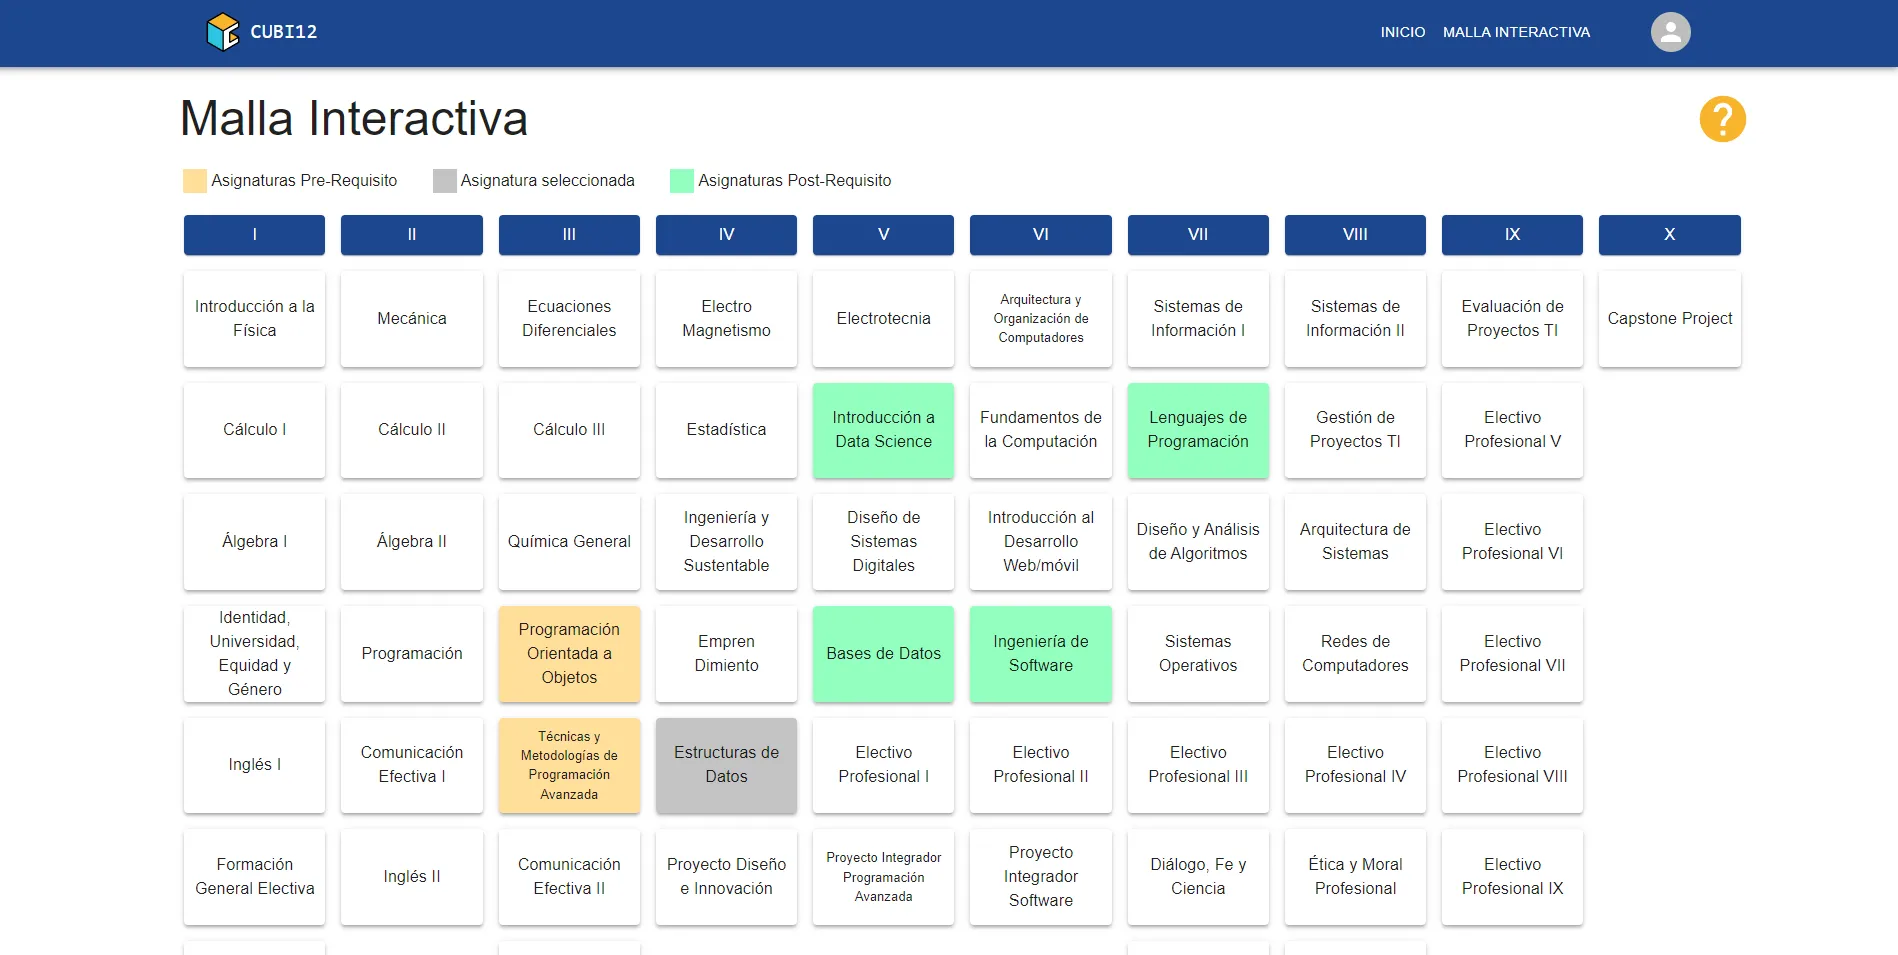 CUBI12
INICIO
MALLA INTERACTIVA
Malla Interactiva
?
Asignaturas Pre-Requisito
Asignatura seleccionada
Asignaturas Post-Requisito
I
II
III
IV
V
VI
VII
VIII
IX
X
Introducción a la
Física
Mecánica
Ecuaciones
Diferenciales
Electro
Magnetismo
Electrotecnia
Arquitectura y
Organización de
Computadores
Sistemas de
Información I
Sistemas de
Información II
Evaluación de
Proyectos TI
Capstone Project
Cálculo I
Cálculo II
Cálculo III
Estadística
Introducción a
Data Science
Fundamentos de
la Computación
Lenguajes de
Programación
Gestión de
Proyectos TI
Electivo
Profesional V
Álgebra I
Álgebra II
Química General
Ingeniería y
Desarrollo
Sustentable
Diseño de
Sistemas
Digitales
Introducción al
Desarrollo
Web/móvil
Diseño y Análisis
de Algoritmos
Arquitectura de
Sistemas
Electivo
Profesional VI
Identidad,
Universidad,
Equidad y
Género
Programación
Programación
Orientada a
Objetos
Empren
Dimiento
Bases de Datos
Ingeniería de
Software
Sistemas
Operativos
Redes de
Computadores
Electivo
Profesional VII
Inglés I
Comunicación
Efectiva I
Técnicas y
Metodologías de
Programación
Avanzada
Estructuras de
Datos
Electivo
Profesional I
Electivo
Profesional II
Electivo
Profesional III
Electivo
Profesional IV
Electivo
Profesional VIII
Formación
General Electiva
Inglés II
Comunicación
Efectiva II
Proyecto Diseño
e Innovación
Proyecto Integrador
Programación
Avanzada
Proyecto
Integrador
Software
Diálogo, Fe y
Ciencia
Ética y Moral
Profesional
Electivo
Profesional IX